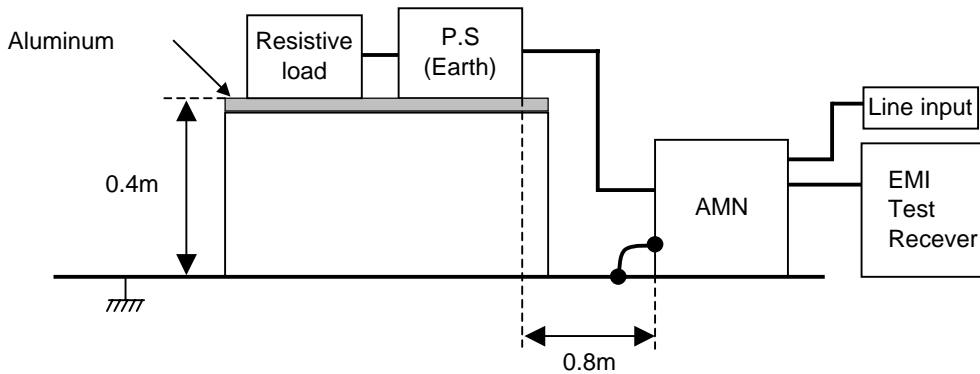 Aluminum
Resistive
load
P.S
(Earth)
Line input
0.4m
AMN
EMI
Test
Recever
0.8m